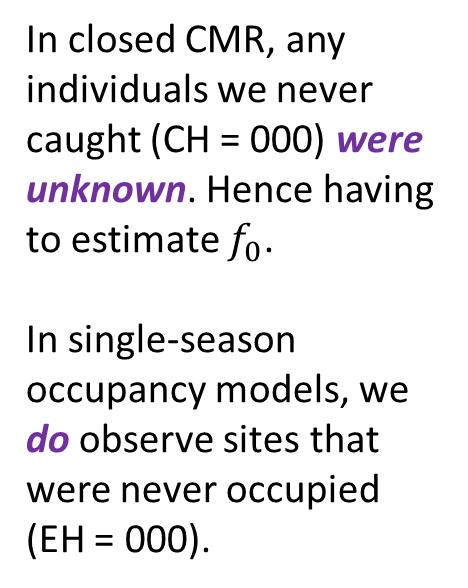 In closed CMR, any
individuals we never
caught (CH = 000) were
unknown. Hence having
to estimate f₀.
In single-season
occupancy models, we
do observe sites that
were never occupied
(EH = 000).